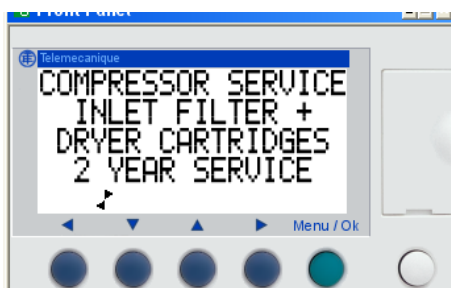 Front Panel
Telemecanique
COMPRESSOR SERVICE
INLET FILTER +
DRYER CARTRIDGES
2 YEAR SERVICE
Menu / Ok